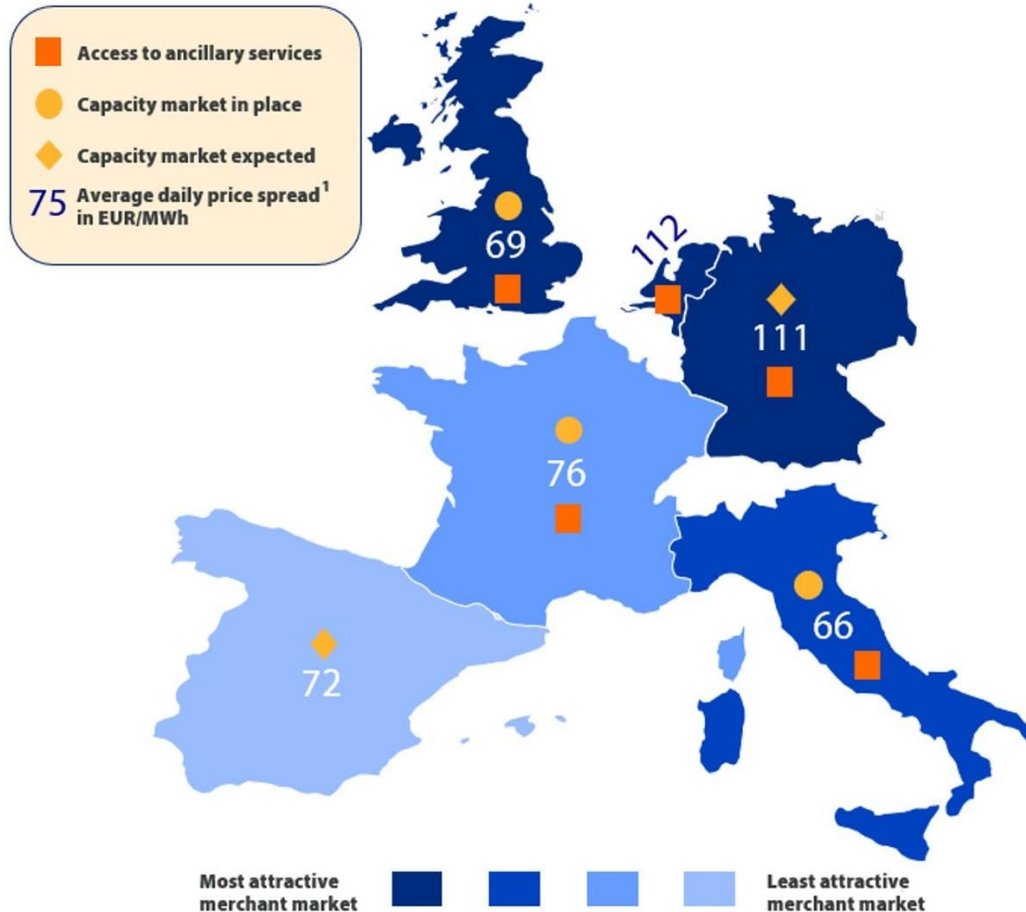 Access to ancillary services
Capacity market in place
Capacity market expected
75 Average daily price spread¹
in EUR/MWh
69
112
111
76
66
72
Most attractive
merchant market
Least attractive
merchant market